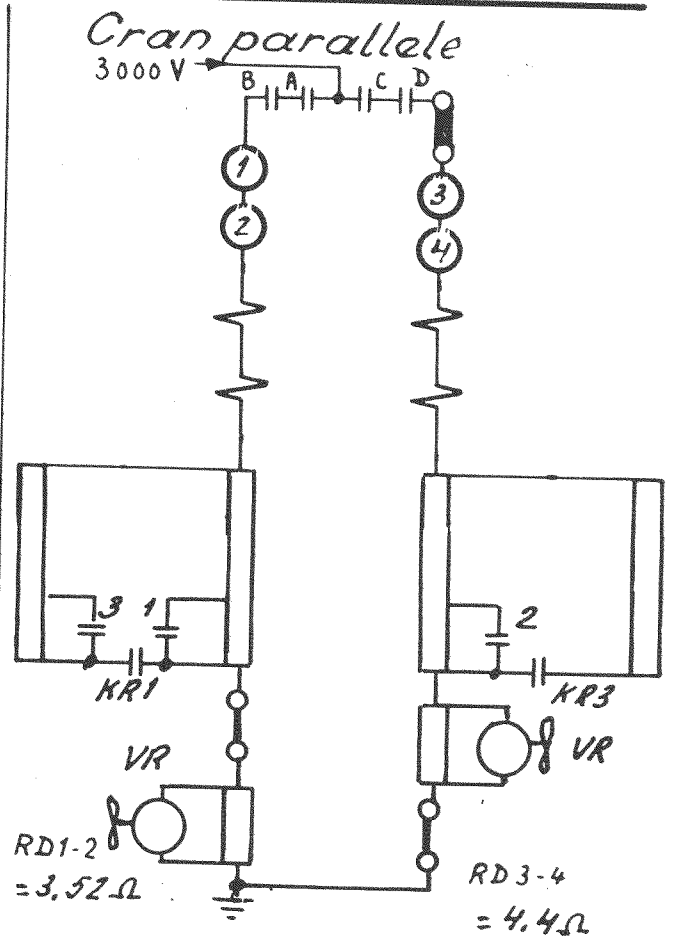 Cran parallele
3000 V
B A C D
1
2
3
4
3 1
KR1
2
KR3
VR
VR
RD1-2
= 3.52 Ω
RD 3-4
= 4.4 Ω